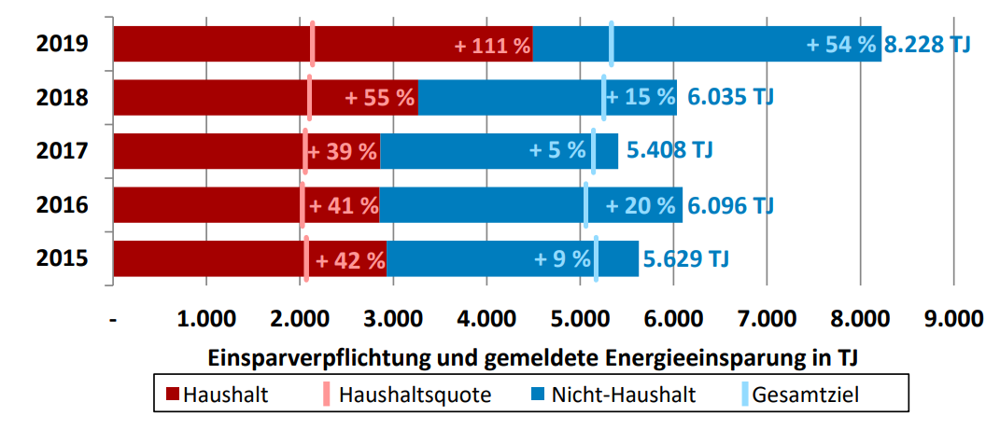 2019 + 111 % + 54 % 8.228 TJ
2018 + 55 % + 15 % 6.035 TJ
2017 + 39 % + 5 % 5.408 TJ
2016 + 41 % + 20 % 6.096 TJ
2015 + 42 % + 9 % 5.629 TJ
- 1.000 2.000 3.000 4.000 5.000 6.000 7.000 8.000 9.000
Einsparverpflichtung und gemeldete Energieeinsparung in TJ
Haushalt Haushaltsquote Nicht-Haushalt Gesamtziel